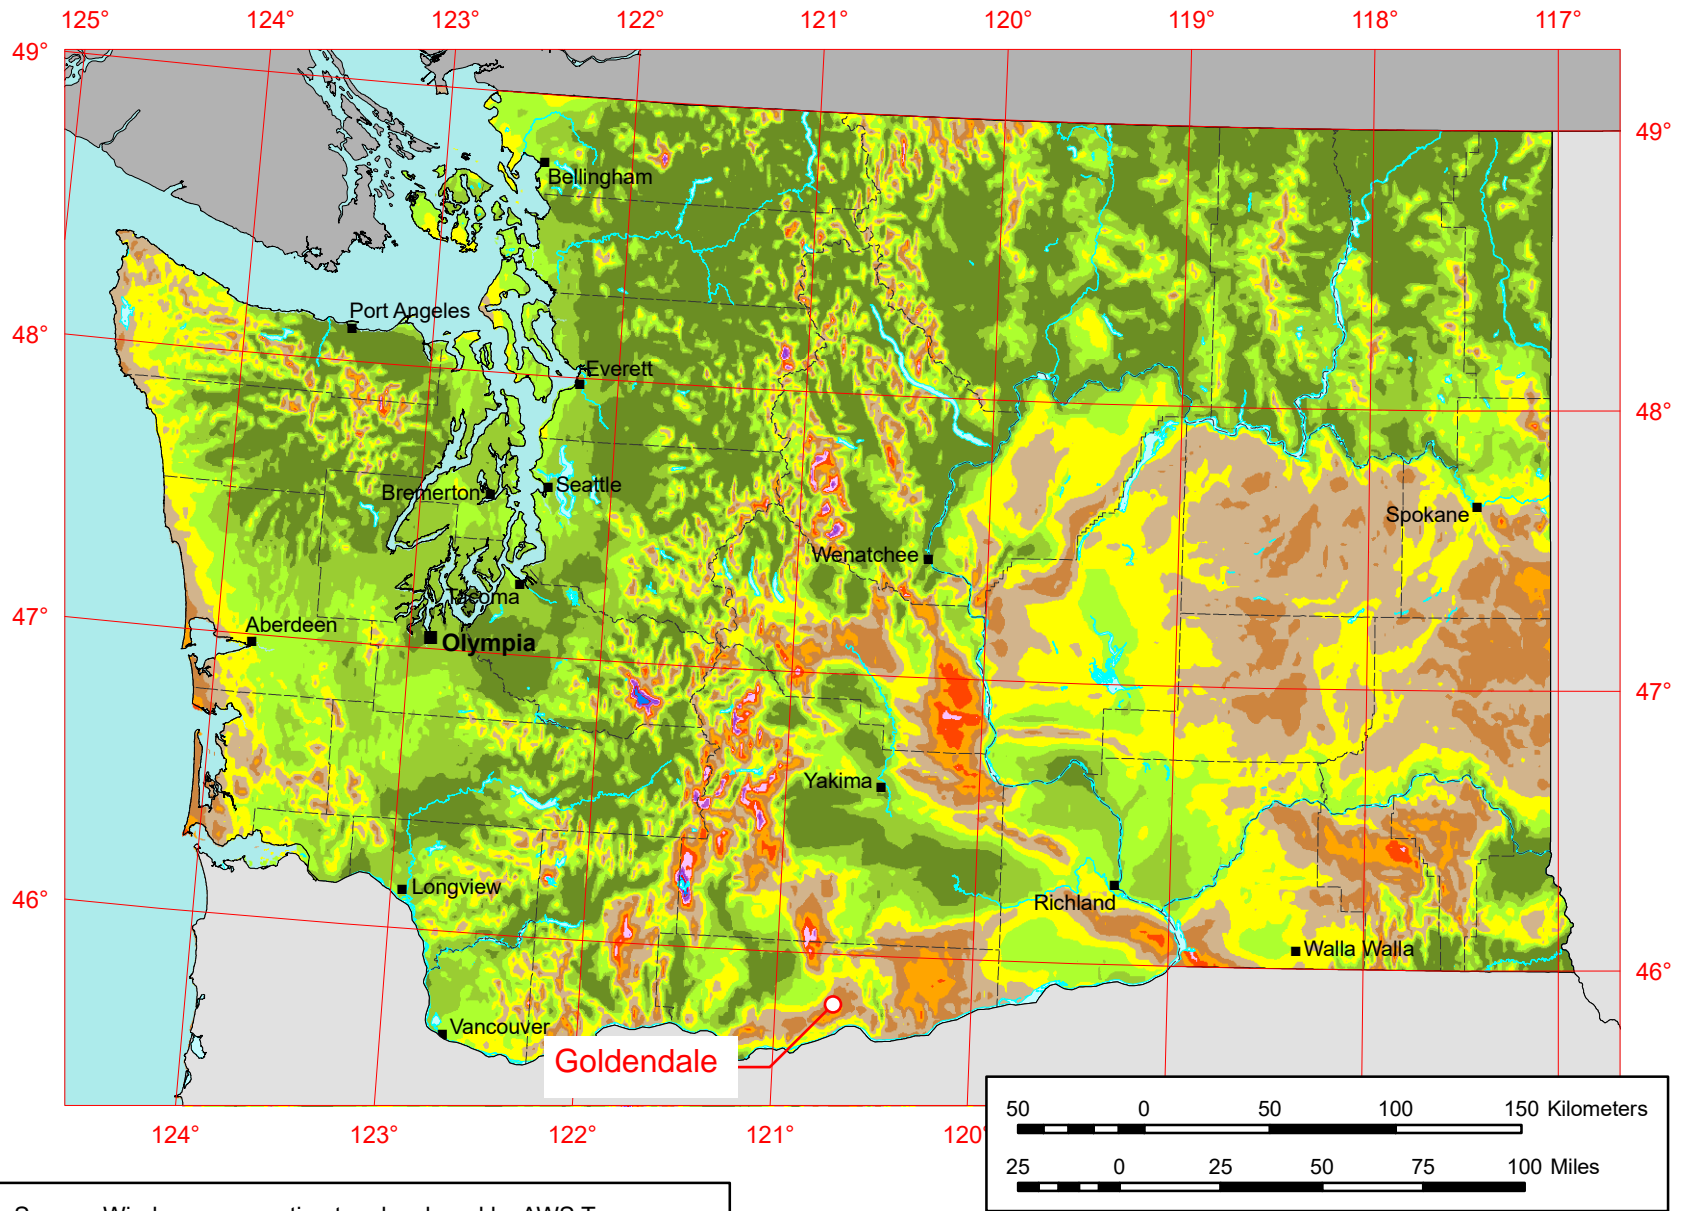 125° 124° 123° 122° 121° 120° 119° 118° 117°
49°
49°
Bellingham
Port Angeles
48°
Everett
48°
Bremerton
Seattle
Spokane
Wenatchee
Tacoma
47°
Aberdeen
Olympia
47°
Yakima
Longview
46°
Richland
Walla Walla
46°
Vancouver
Goldendale
124° 123° 122° 121° 120°
50 0 50 100 150 Kilometers
25 0 25 50 75 100 Miles